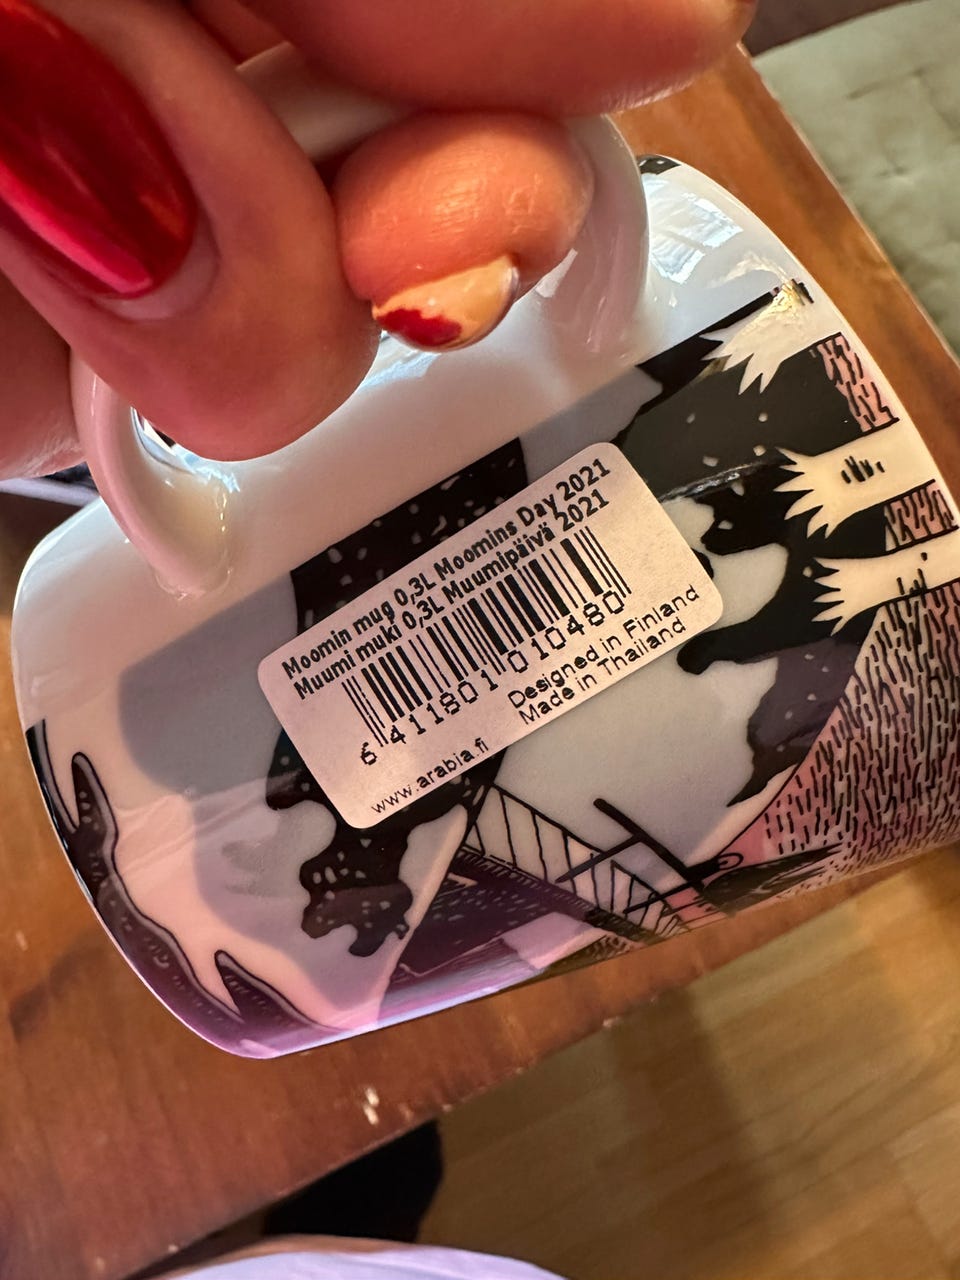 Moomin mug 0,3L Moomins Day 2021
Muumi muki 0,3L Muumipäivä 2021
6 411801 010480
Designed in Finland
Made in Thailand
www.arabia.fi